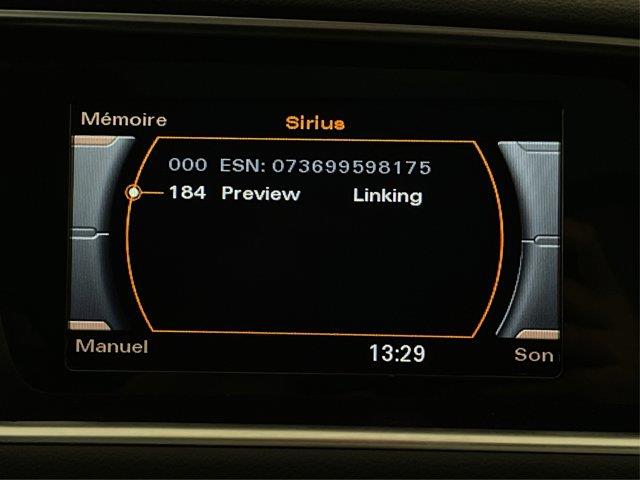 Mémoire
Sirius
000 ESN: 073699598175
184 Preview Linking
Manuel
13:29
Son